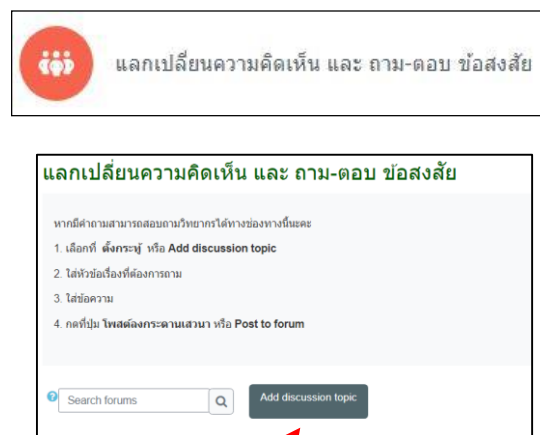 แลกเปลี่ยนความคิดเห็น และ ถาม-ตอบ ข้อสงสัย
แลกเปลี่ยนความคิดเห็น และ ถาม-ตอบ ข้อสงสัย
หากมีคำถามสามารถสอบถามวิทยากรได้ทางช่องทางนี้นะคะ
1. เลือกที่ ตั้งกระทู้ หรือ Add discussion topic
2. ใส่หัวข้อเรื่องที่ต้องการถาม
3. ใส่ข้อความ
4. กดที่ปุ่ม โพสต์ลงกระดานเสวนา หรือ Post to forum
Search forums
Add discussion topic